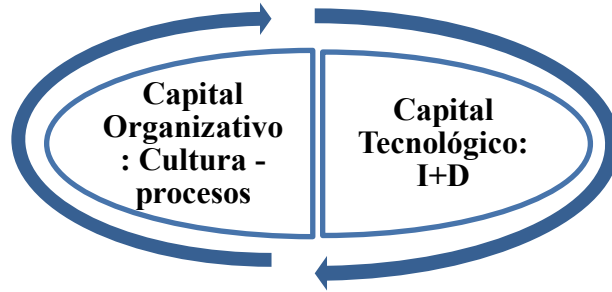 Capital
Organizativo
: Cultura -
procesos
Capital
Tecnológico:
I+D